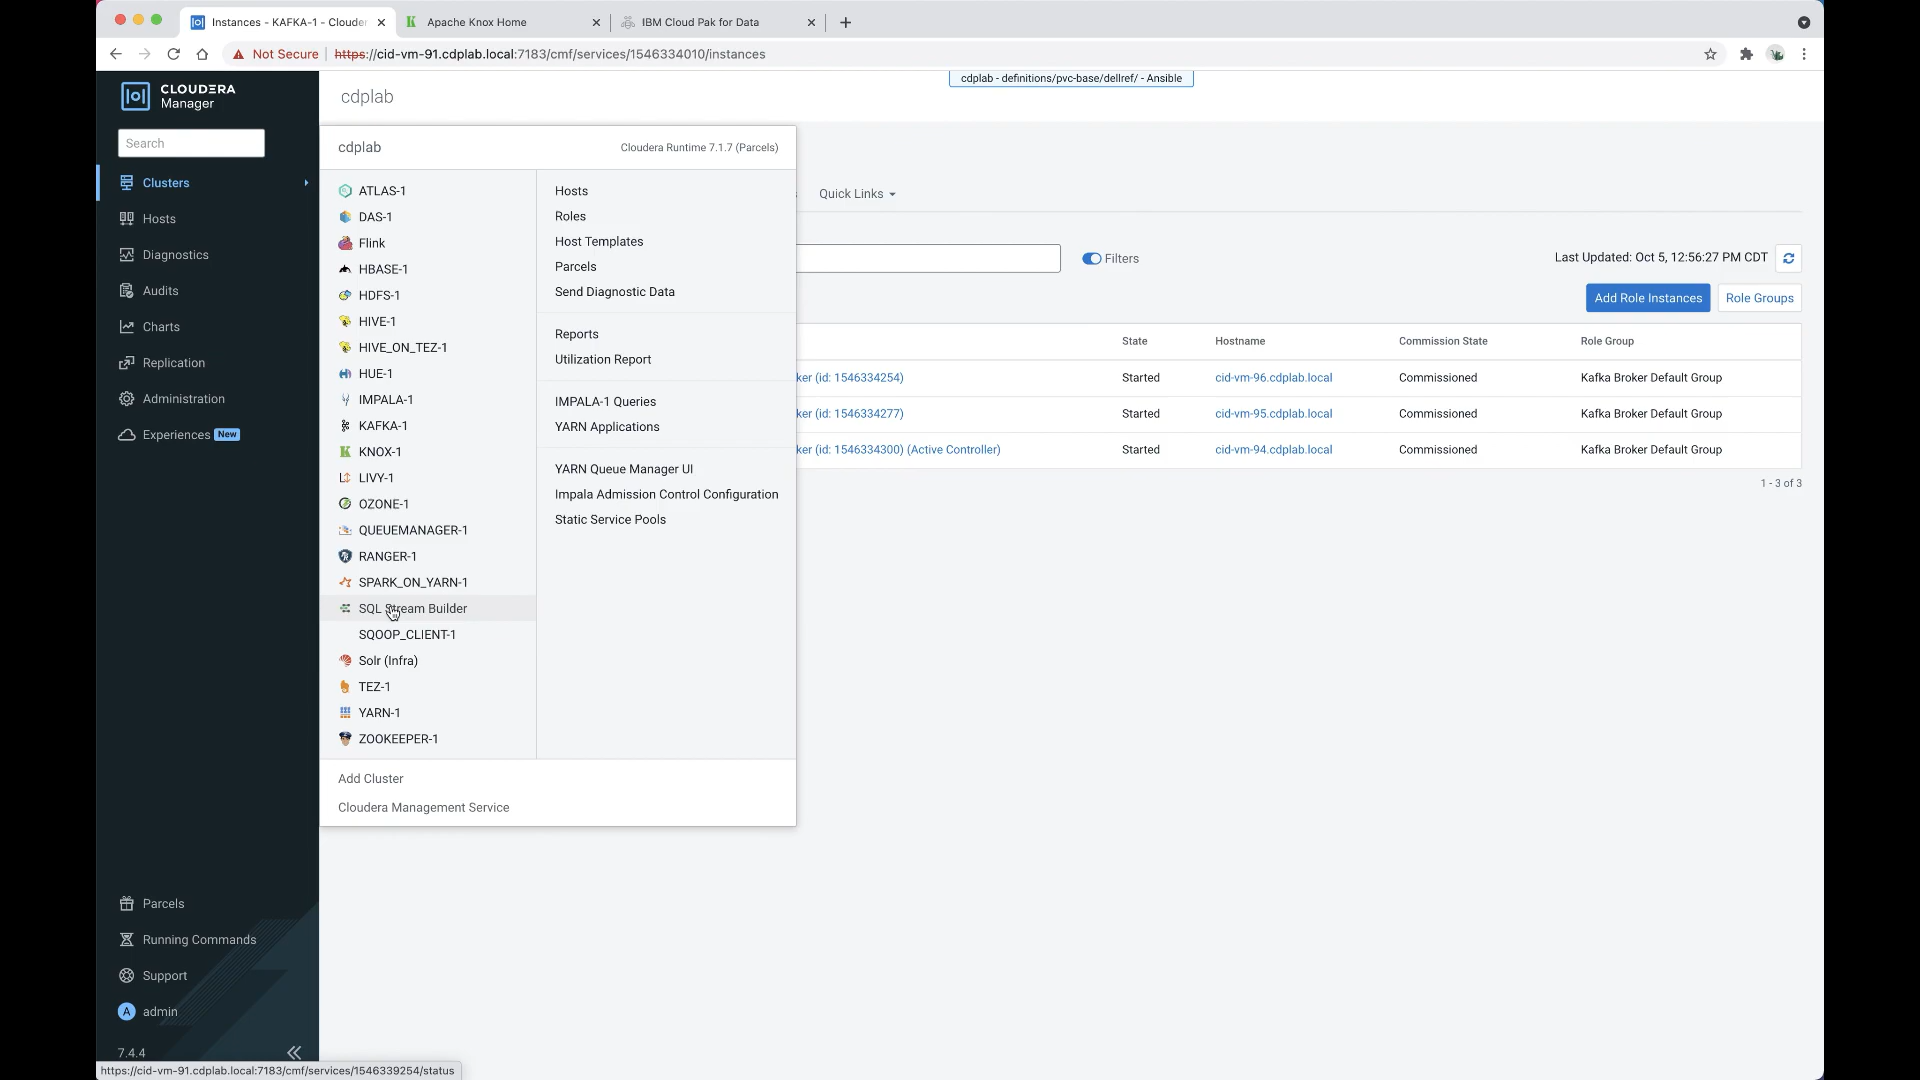 Instances - KAFKA-1 - Clouder
Apache Knox Home
IBM Cloud Pak for Data
Not Secure
https://cid-vm-91.cdplab.local:7183/cmf/services/1546334010/instances
CLOUDERA
Manager
cdplab
cdplab - definitions/pvc-base/dellref/ - Ansible
Search
Clusters
Hosts
Diagnostics
Audits
Charts
Replication
Administration
Experiences New
cdplab
Cloudera Runtime 7.1.7 (Parcels)
ATLAS-1
DAS-1
Flink
HBASE-1
HDFS-1
HIVE-1
HIVE_ON_TEZ-1
HUE-1
IMPALA-1
KAFKA-1
KNOX-1
LIVY-1
OZONE-1
QUEUEMANAGER-1
RANGER-1
SPARK_ON_YARN-1
SQL Stream Builder
SQOOP_CLIENT-1
Solr (Infra)
TEZ-1
YARN-1
ZOOKEEPER-1
Hosts
Roles
Host Templates
Parcels
Send Diagnostic Data
Reports
Utilization Report
IMPALA-1 Queries
YARN Applications
YARN Queue Manager UI
Impala Admission Control Configuration
Static Service Pools
Add Cluster
Cloudera Management Service
Quick Links
Filters
Last Updated: Oct 5, 12:56:27 PM CDT
Add Role Instances
Role Groups
State Hostname Commission State Role Group
ker (id: 1546334254) Started cid-vm-96.cdplab.local Commissioned Kafka Broker Default Group
ker (id: 1546334277) Started cid-vm-95.cdplab.local Commissioned Kafka Broker Default Group
ker (id: 1546334300) (Active Controller) Started cid-vm-94.cdplab.local Commissioned Kafka Broker Default Group
1 - 3 of 3
Parcels
Running Commands
Support
A admin
7.4.4
https://cid-vm-91.cdplab.local:7183/cmf/services/1546339254/status